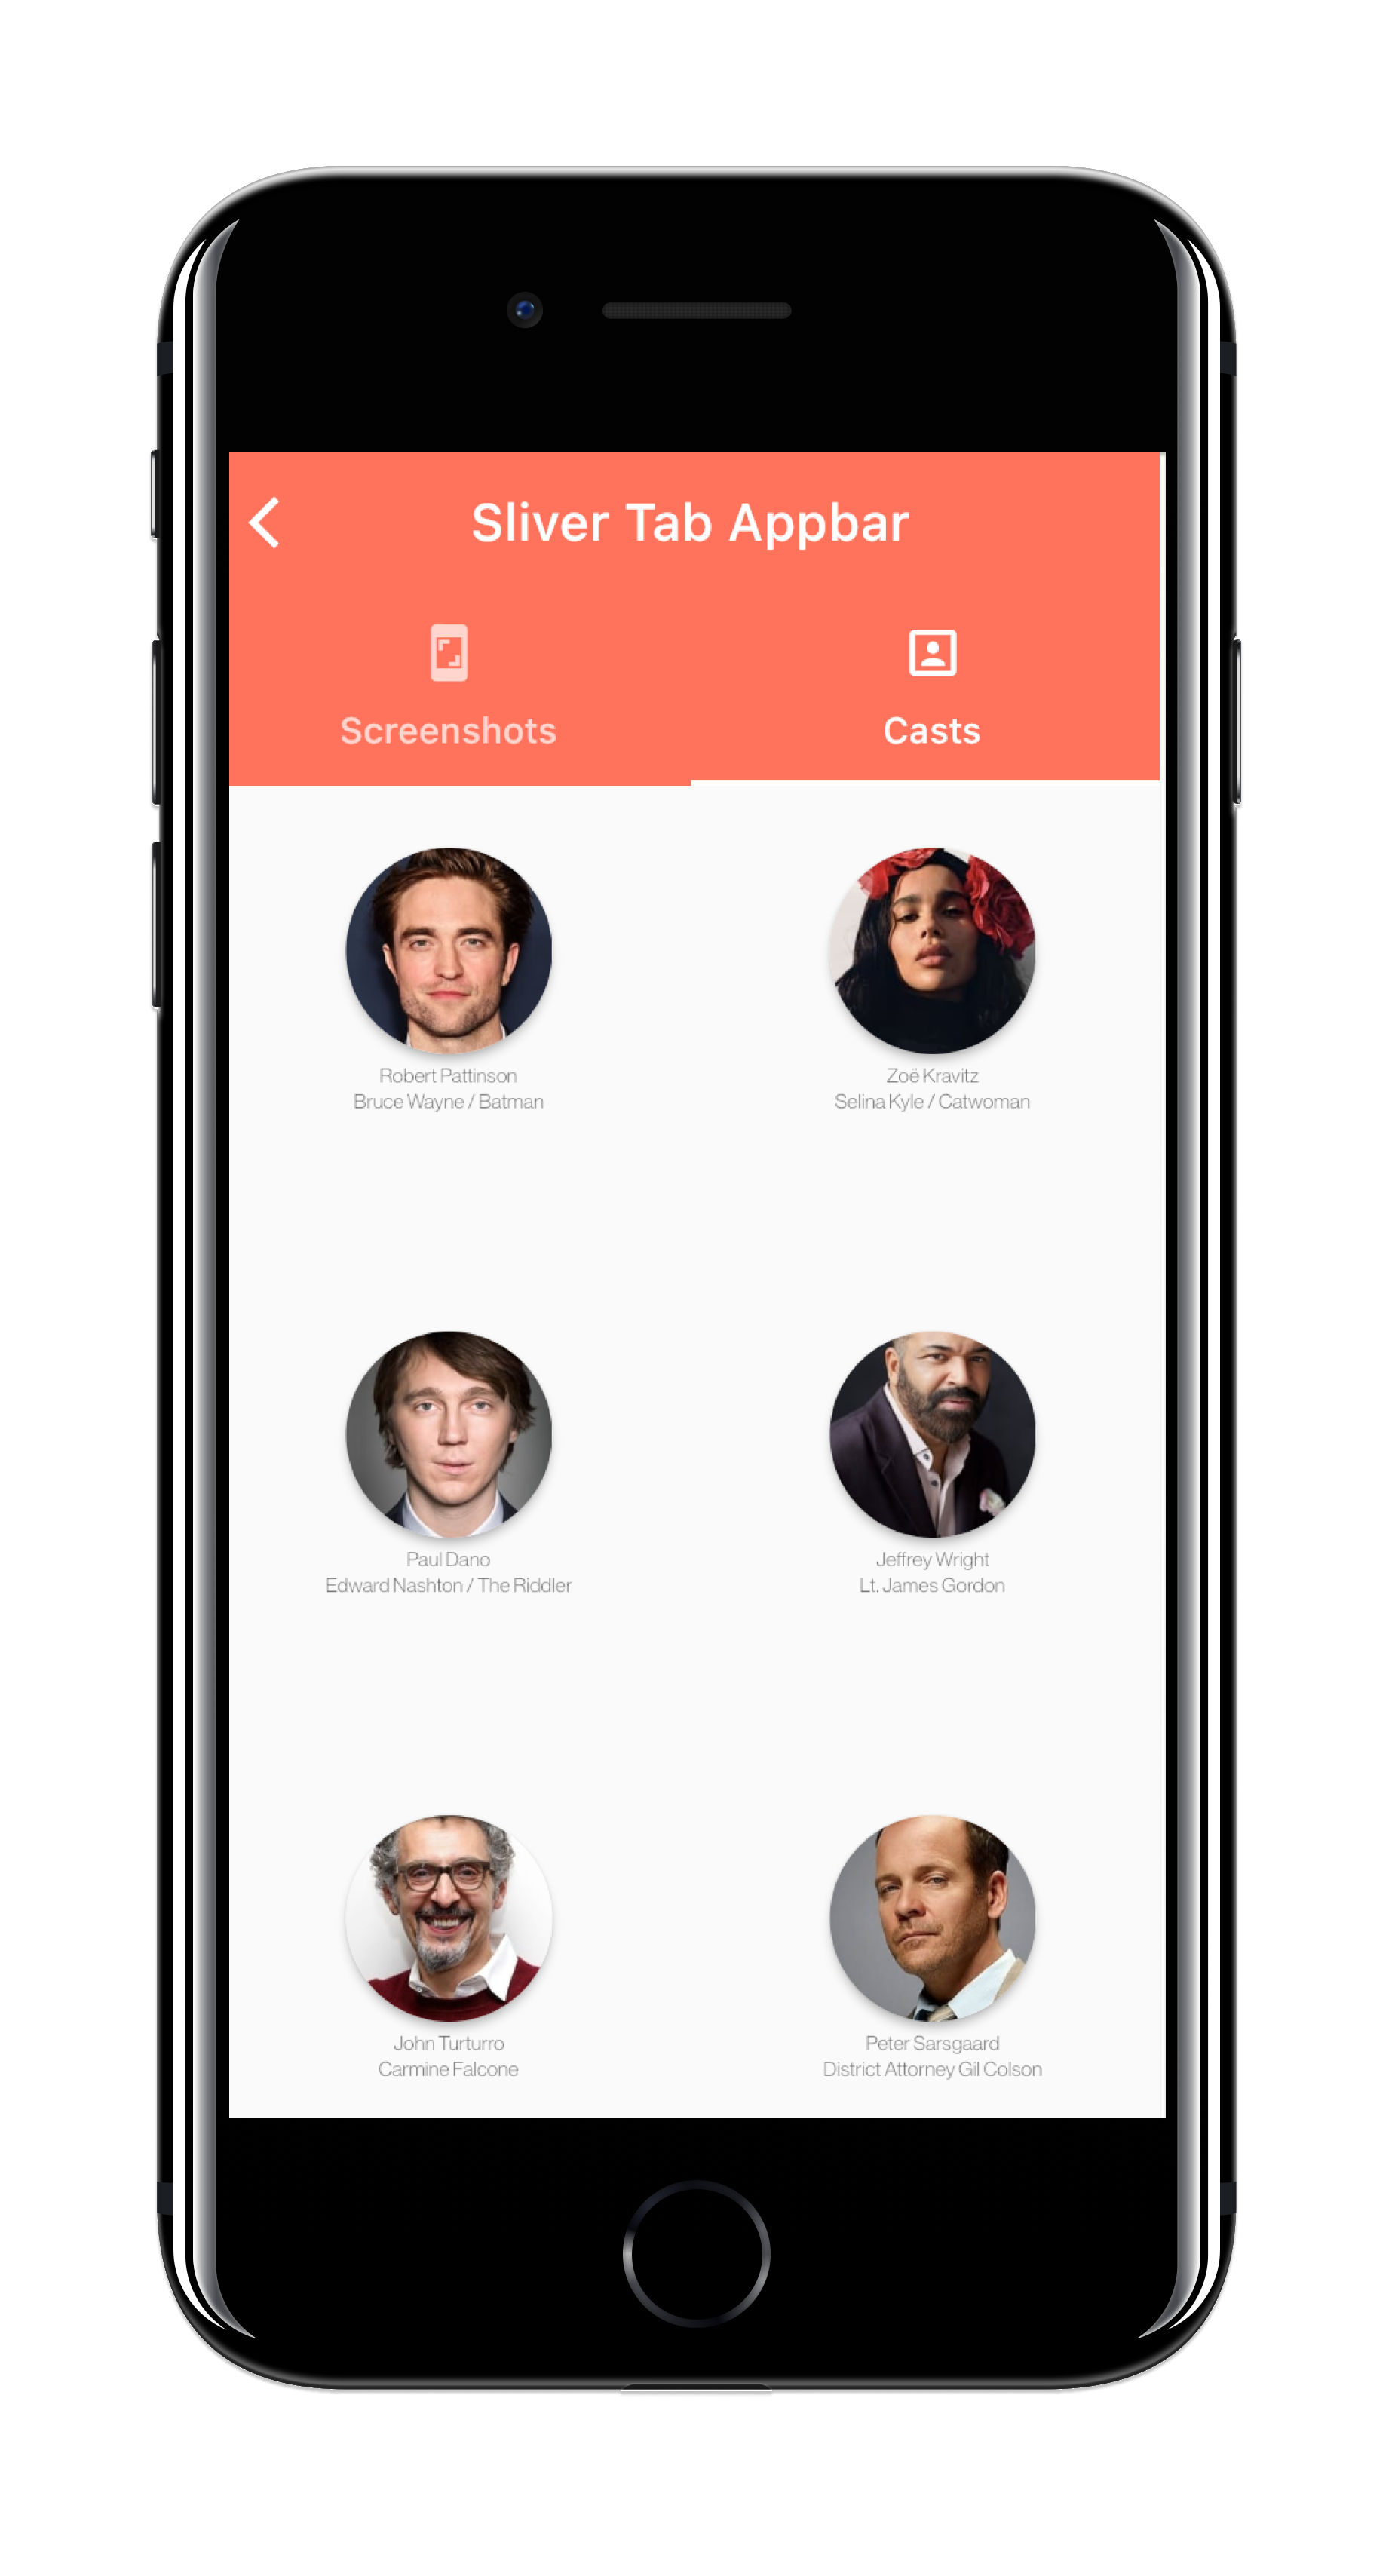 Sliver Tab Appbar
Screenshots
Casts
Robert Pattinson
Bruce Wayne / Batman
Zoë Kravitz
Selina Kyle / Catwoman
Paul Dano
Edward Nashton / The Riddler
Jeffrey Wright
Lt. James Gordon
John Turturro
Carmine Falcone
Peter Sarsgaard
District Attorney Gil Colson